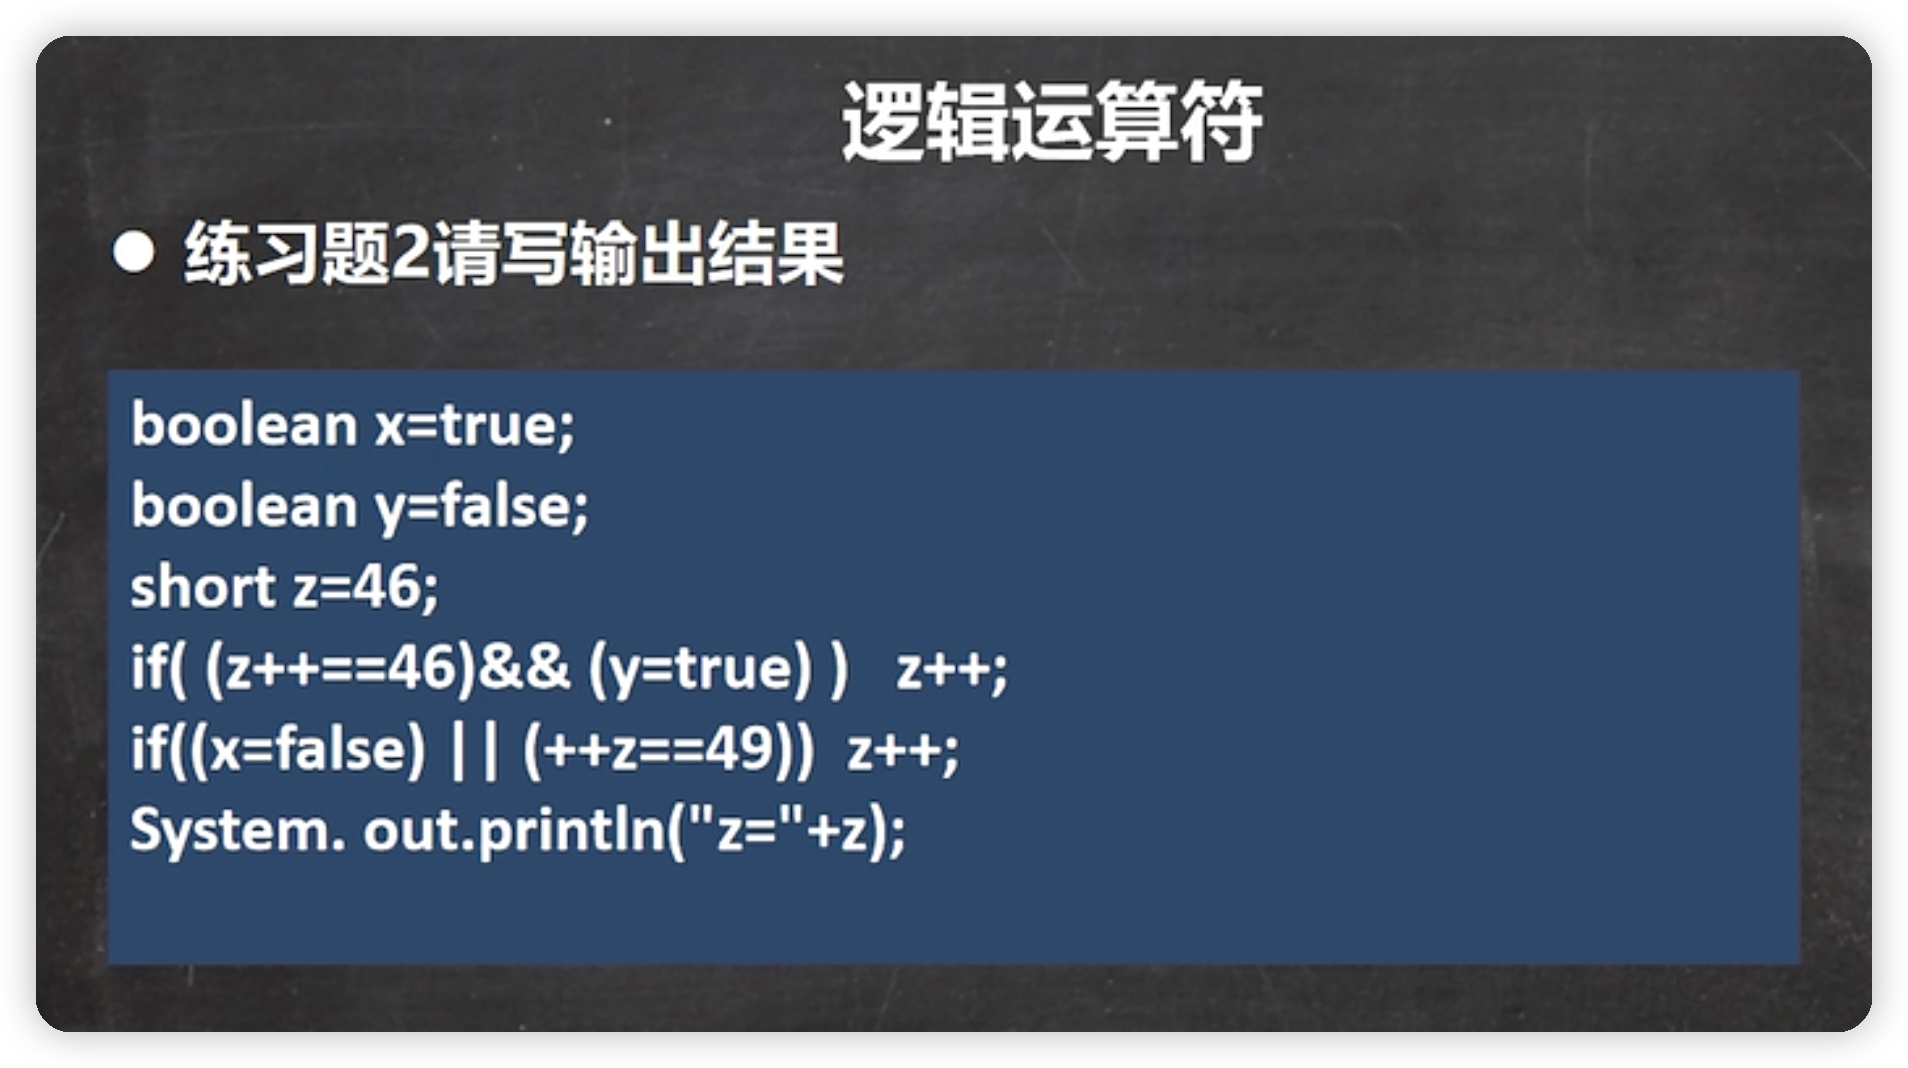 逻辑运算符
● 练习题2请写输出结果
boolean x=true;
boolean y=false;
short z=46;
if( (z++==46)&& (y=true) )   z++;
if((x=false) || (++z==49))  z++;
System. out.println("z="+z);